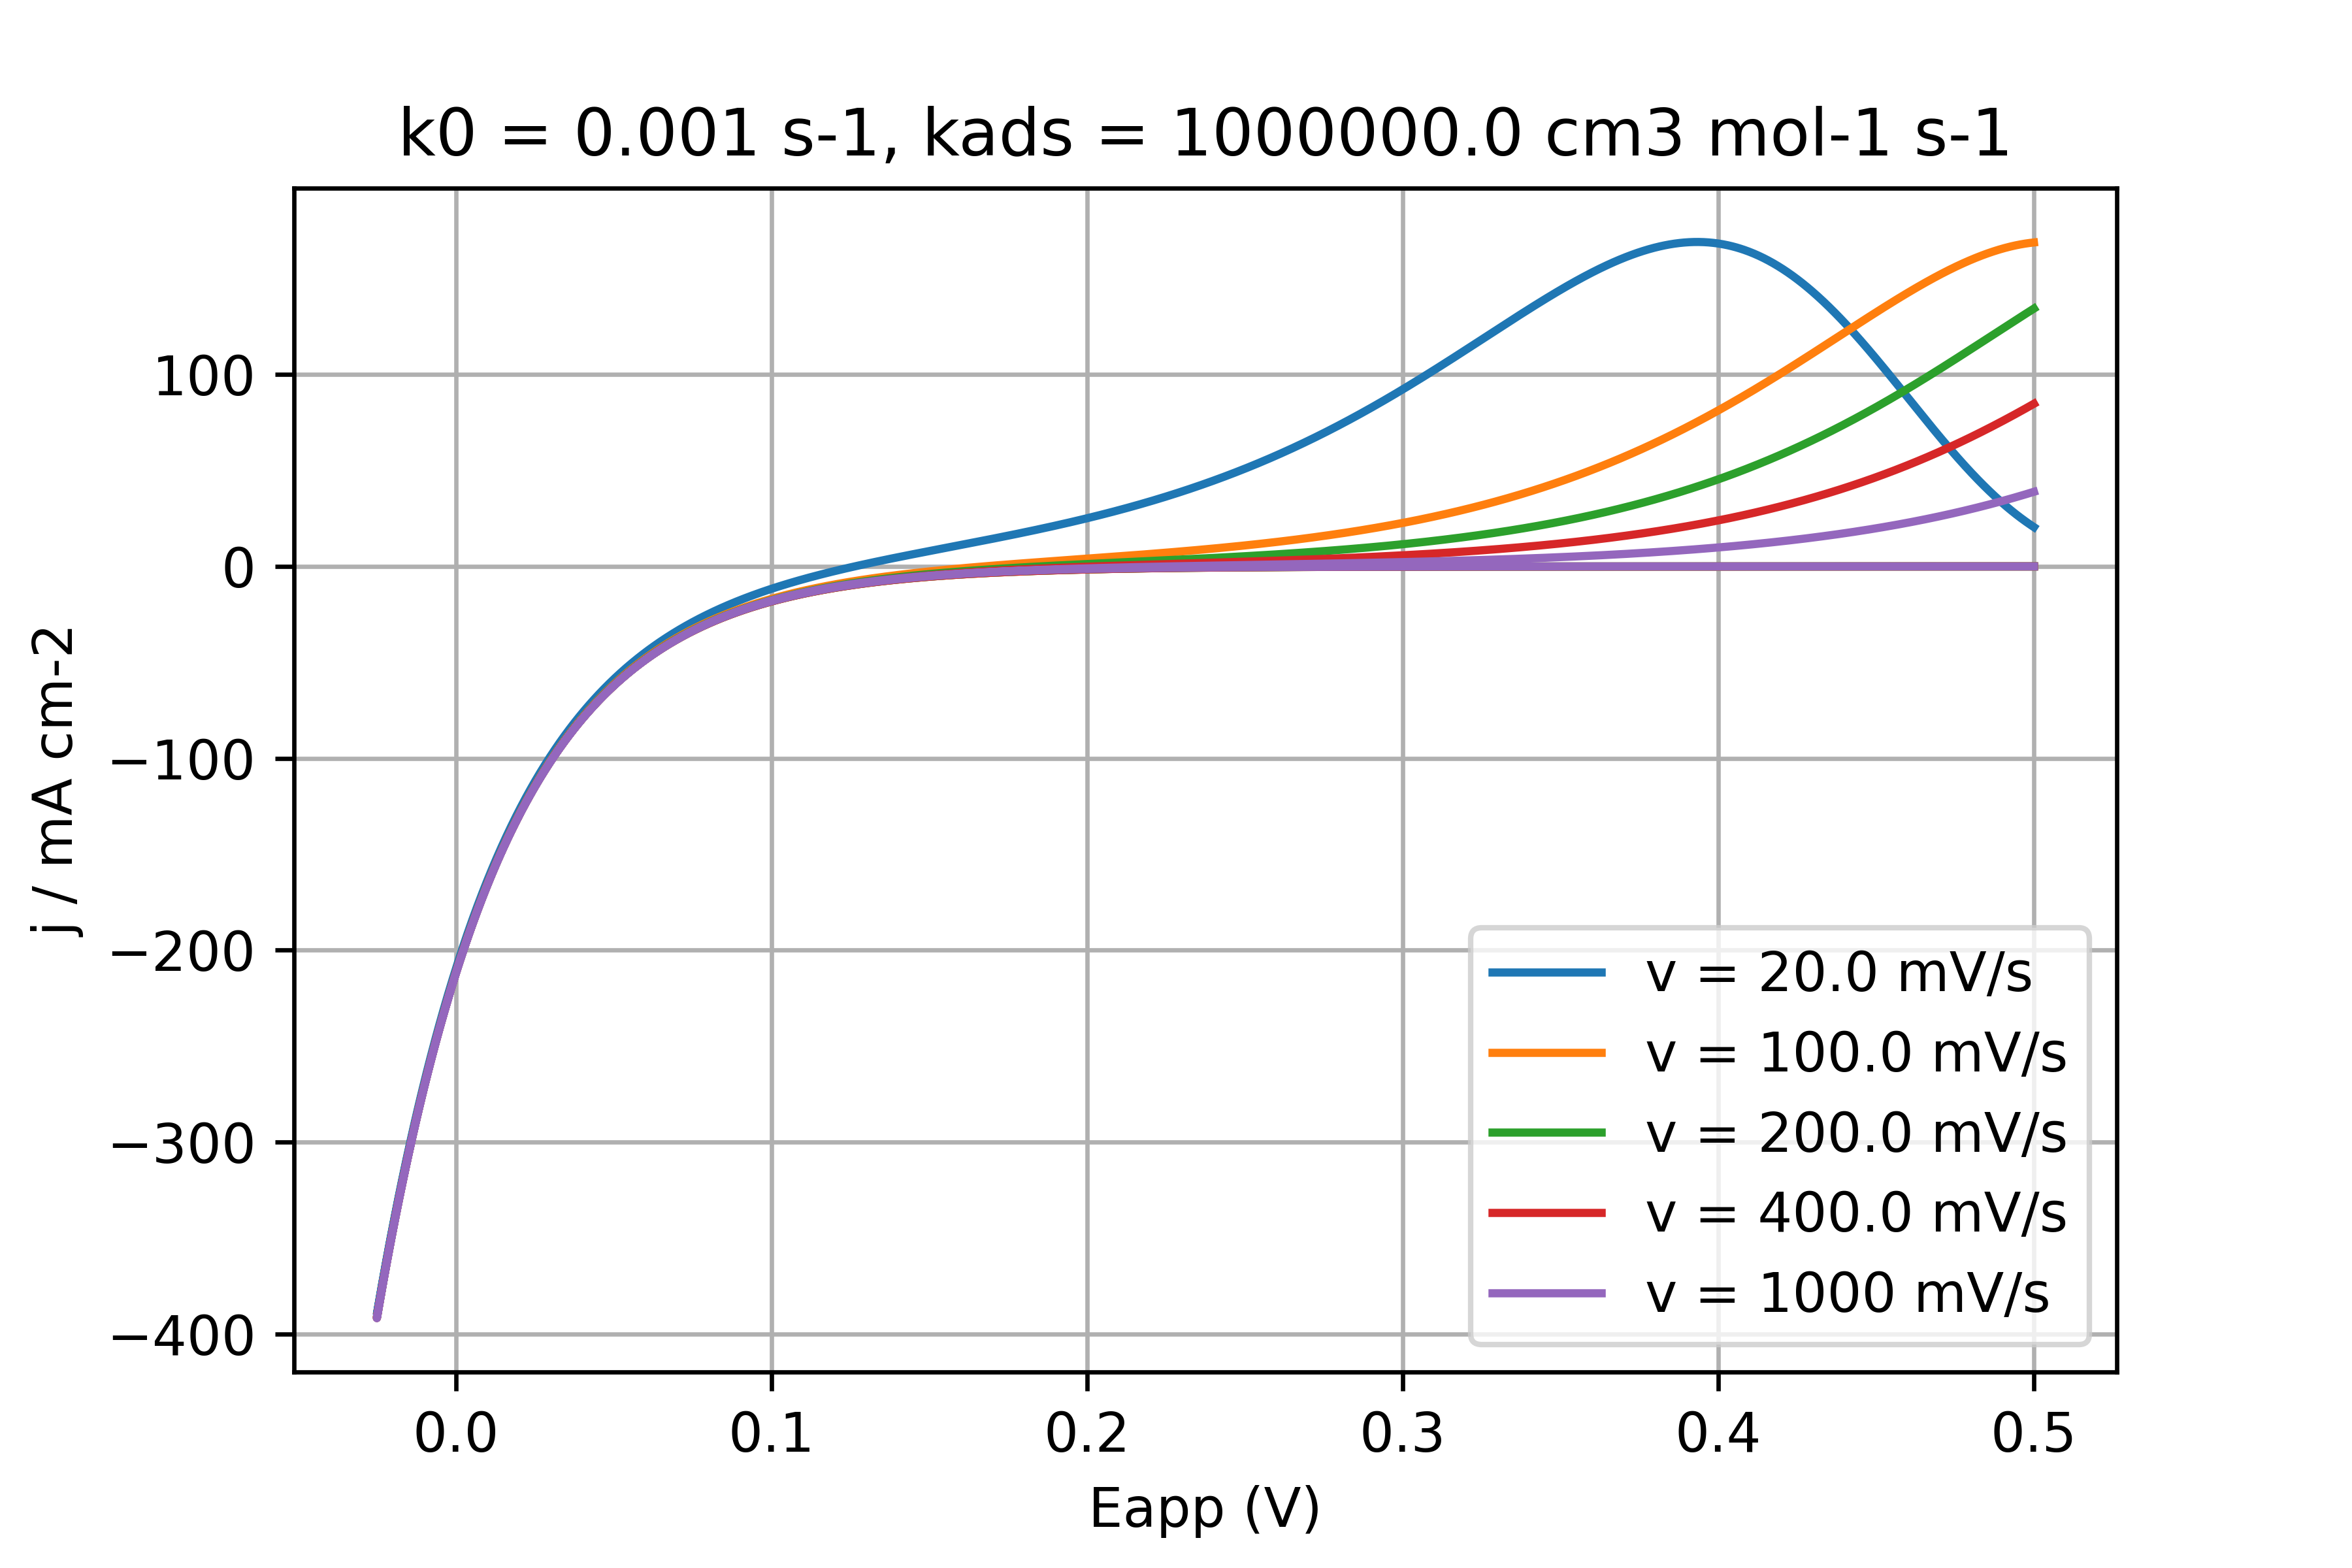 k0 = 0.001 s-1, kads = 1000000.0 cm3 mol-1 s-1
j / mA cm-2
100
0
−100
−200
−300
−400
v = 20.0 mV/s
v = 100.0 mV/s
v = 200.0 mV/s
v = 400.0 mV/s
v = 1000 mV/s
0.0 0.1 0.2 0.3 0.4 0.5
Eapp (V)